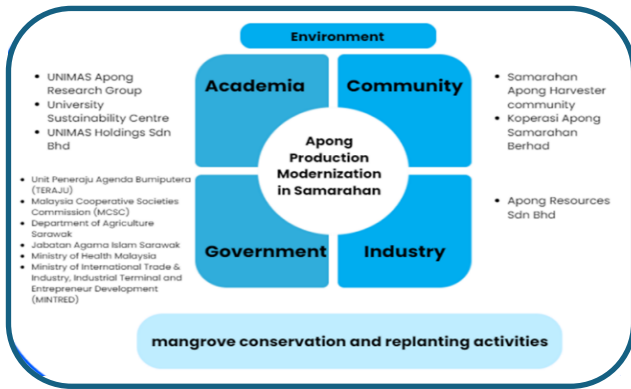 Environment
Academia
Community
Apong
Production
Modernization
in Samarahan
Government
Industry
• UNIMAS Apong
Research Group
• University
Sustainability Centre
• UNIMAS Holdings Sdn
Bhd
• Samarahan
Apong Harvester
community
• Koperasi Apong
Samarahan
Berhad
• Unit Peneraju Agenda Bumiputera
(TERAJU)
• Malaysia Cooperative Societies
Commission (MCSC)
• Department of Agriculture
Sarawak
• Jabatan Agama Islam Sarawak
• Ministry of Health Malaysia
• Ministry of International Trade &
Industry, Industrial Terminal and
Entrepreneur Development
(MINTRED)
• Apong Resources
Sdn Bhd
mangrove conservation and replanting activities